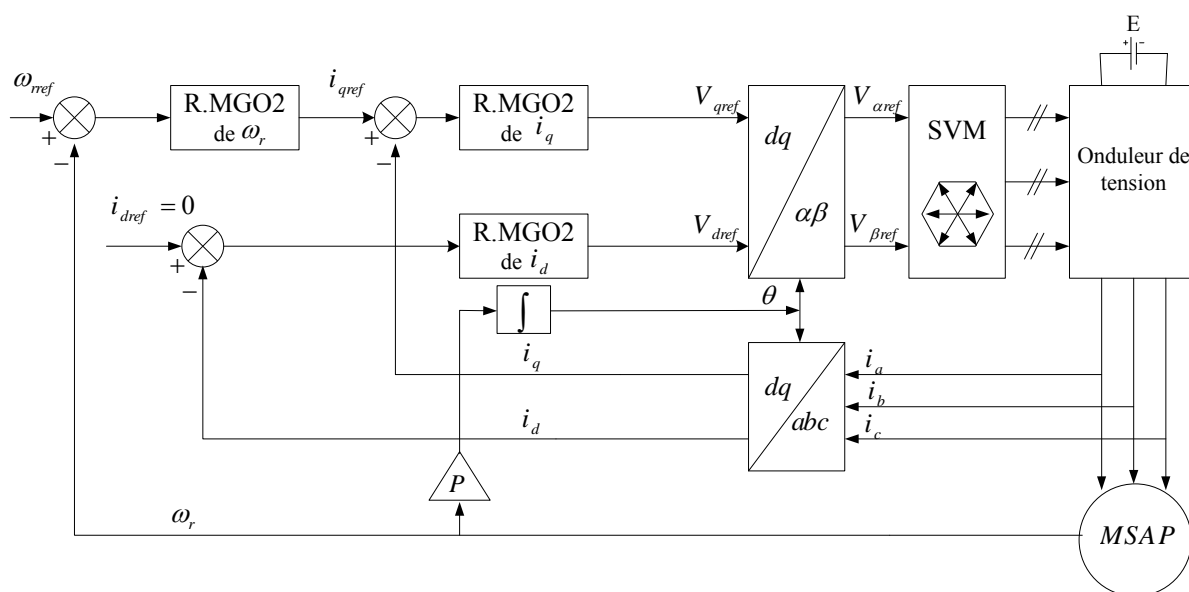 E
+ −
ω_rref
+
−
R.MGO2
de ω_r
i_qref
+
−
R.MGO2
de i_q
V_qref
dq
αβ
V_αref
SVM
Onduleur de
tension
i_dref = 0
+
−
R.MGO2
de i_d
V_dref
V_βref
∫
θ
i_q
dq
abc
i_a
i_b
i_c
i_d
P
ω_r
MSAP